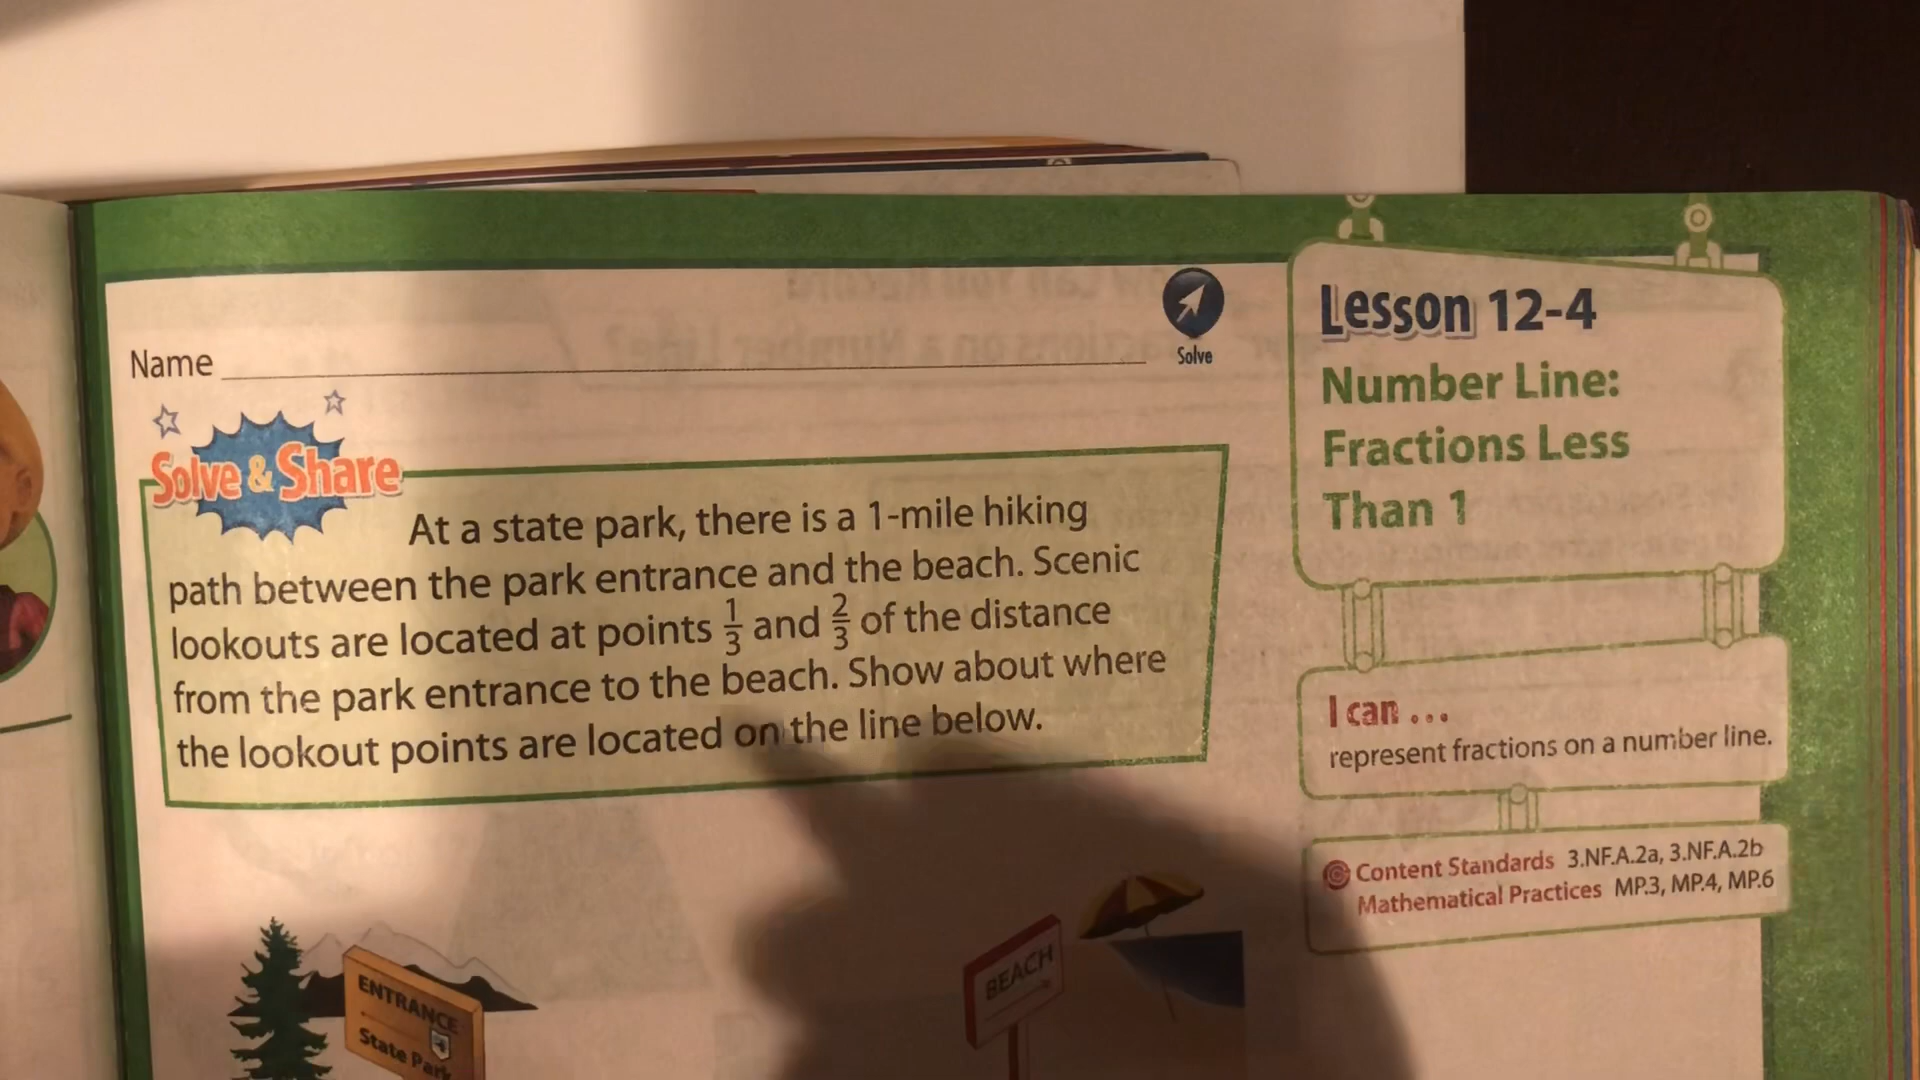 Name
Solve
Solve & Share
At a state park, there is a 1-mile hiking
path between the park entrance and the beach. Scenic
lookouts are located at points 1/3 and 2/3 of the distance
from the park entrance to the beach. Show about where
the lookout points are located on the line below.
ENTRANCE
State Park
BEACH
Lesson 12-4
Number Line:
Fractions Less
Than 1
I can ...
represent fractions on a number line.
Content Standards 3.NF.A.2a, 3.NF.A.2b
Mathematical Practices MP.3, MP.4, MP.6